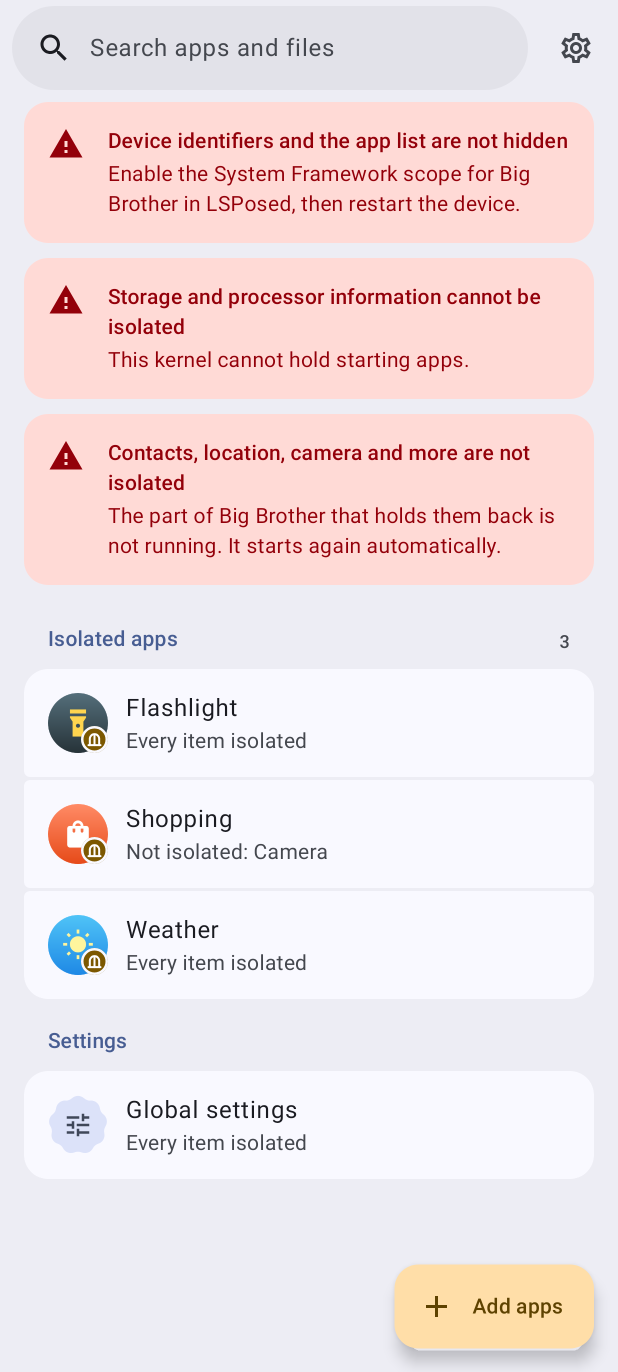 Search apps and files
Device identifiers and the app list are not hidden
Enable the System Framework scope for Big
Brother in LSPosed, then restart the device.
Storage and processor information cannot be
isolated
This kernel cannot hold starting apps.
Contacts, location, camera and more are not
isolated
The part of Big Brother that holds them back is
not running. It starts again automatically.
Isolated apps
3
Flashlight
Every item isolated
Shopping
Not isolated: Camera
Weather
Every item isolated
Settings
Global settings
Every item isolated
Add apps